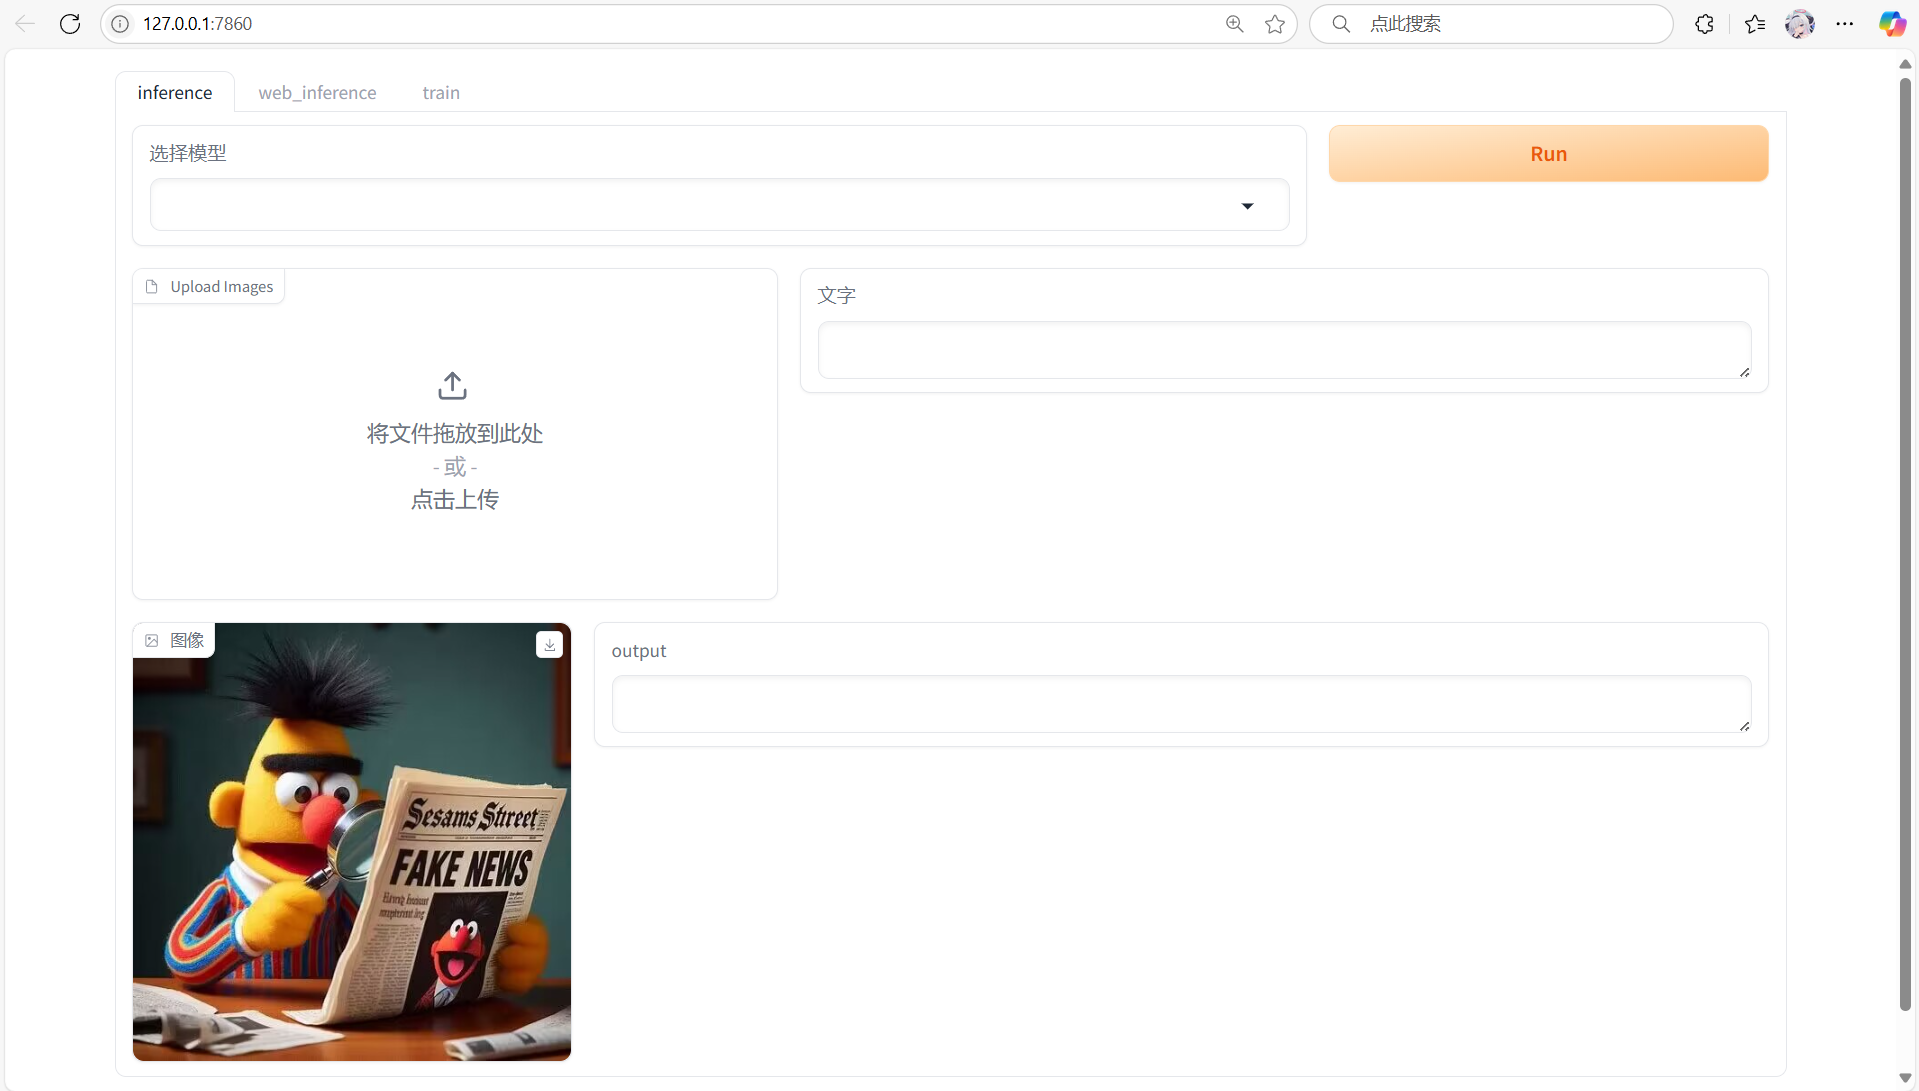 127.0.0.1:7860
点此搜索
inference
web_inference
train
选择模型
Run
Upload Images
文字
将文件拖放到此处
- 或 -
点击上传
图像
output
Sesams Street
FAKE NEWS